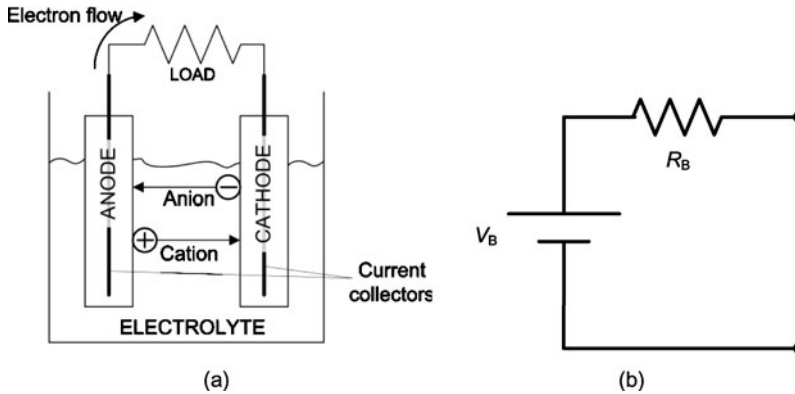 Electron flow
LOAD
ANODE
CATHODE
−
Anion
+
Cation
Current
collectors
ELECTROLYTE
(a)
R_B
V_B
(b)